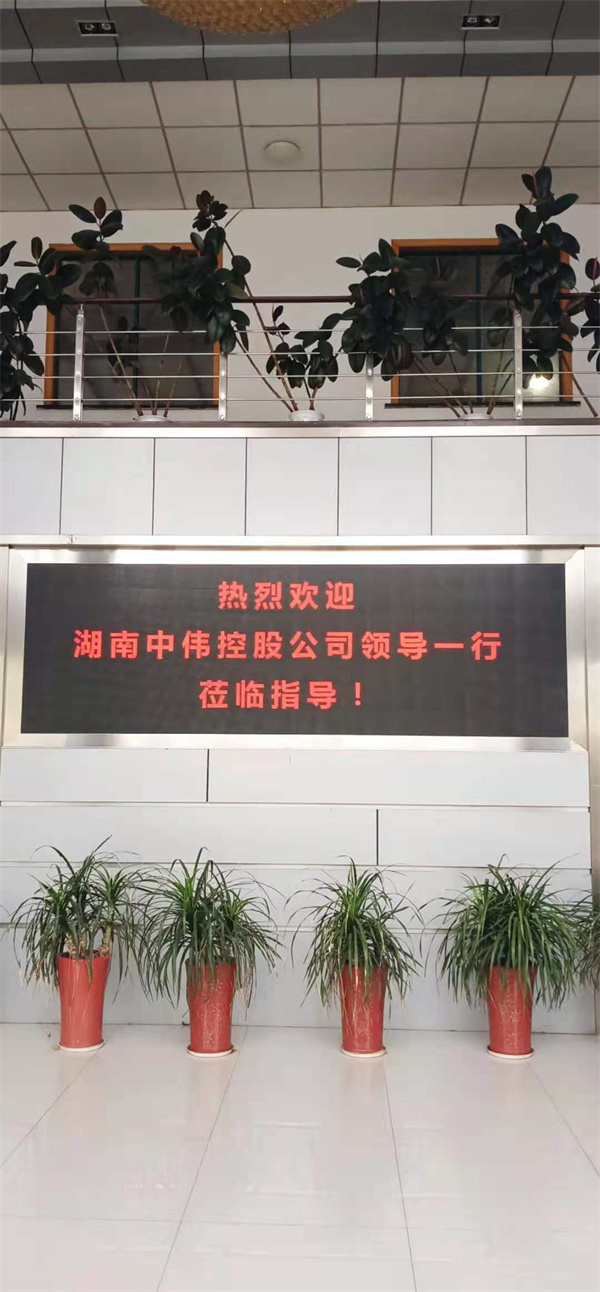 热烈欢迎
湖南中伟控股公司领导一行
莅临指导！